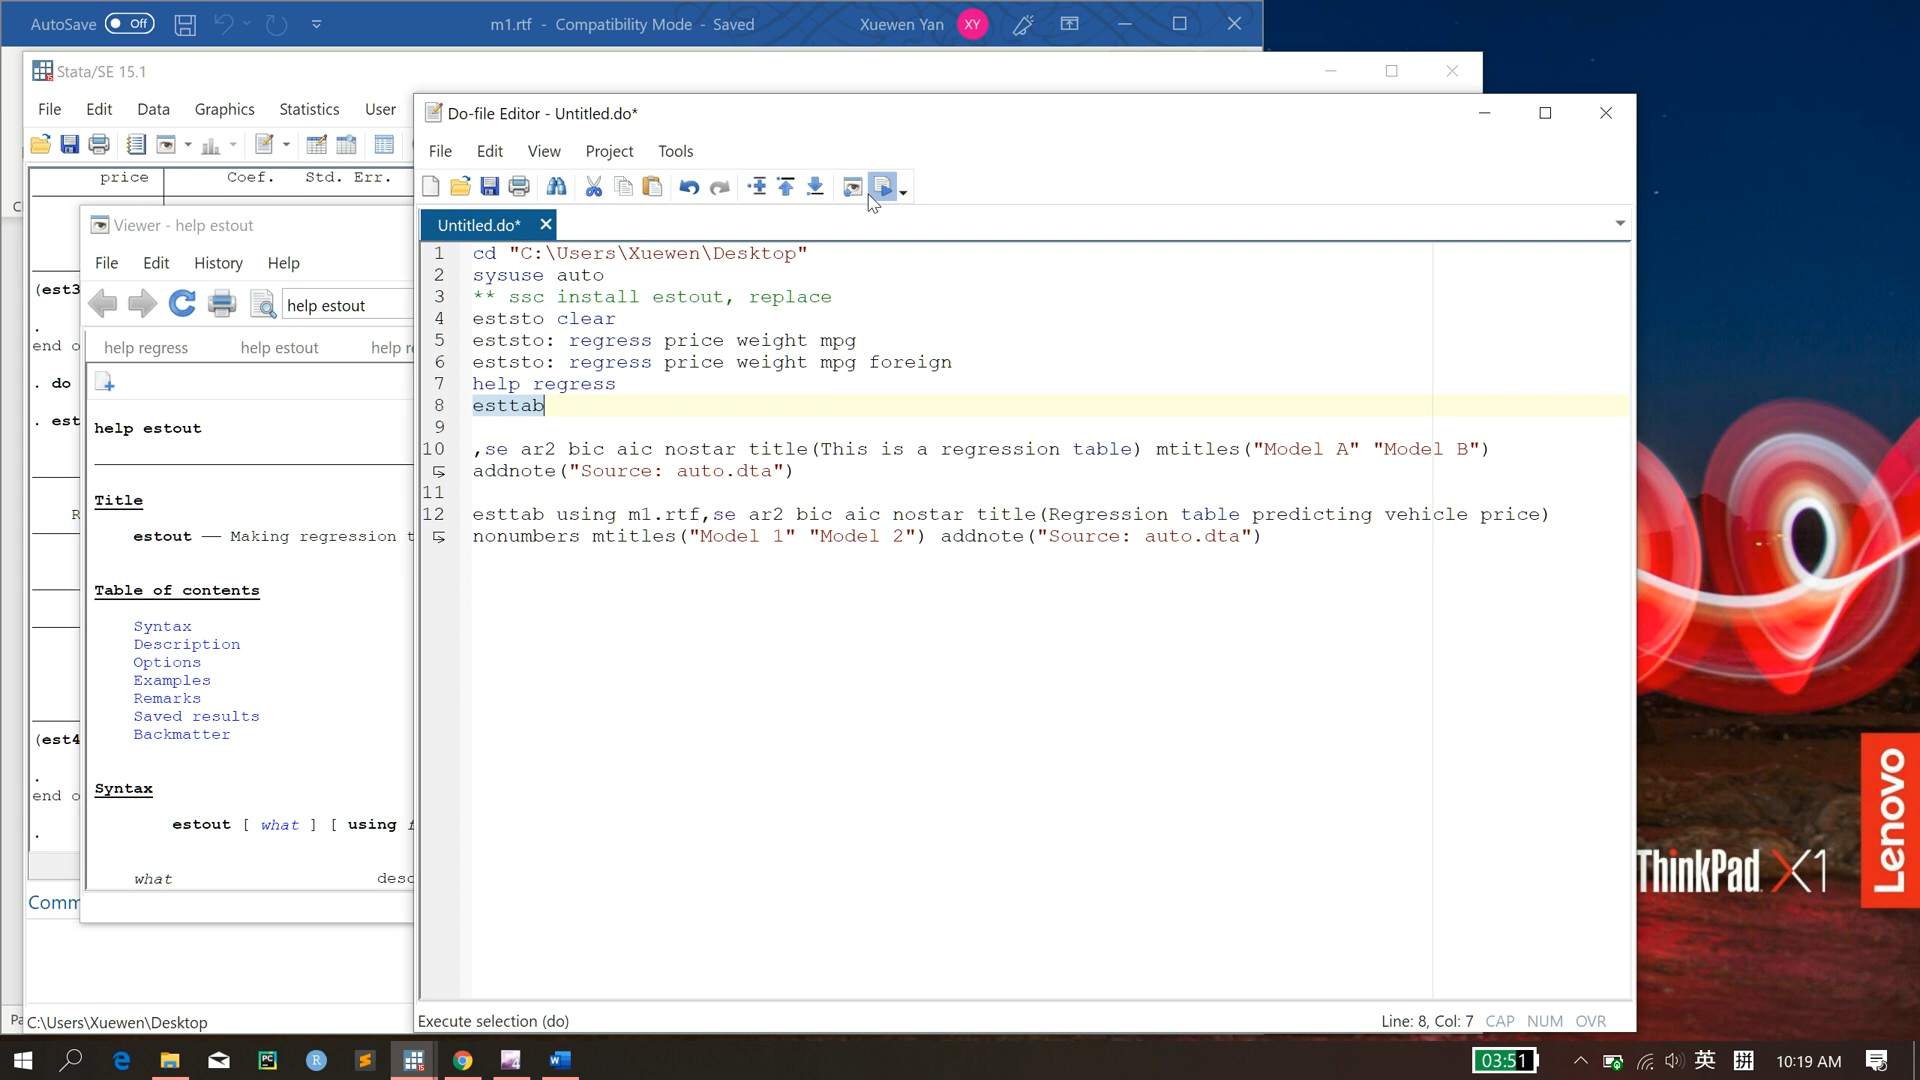 AutoSave Off
m1.rtf - Compatibility Mode - Saved
Xuewen Yan XY
Stata/SE 15.1
File Edit Data Graphics Statistics User
price Coef. Std. Err.
(est3
.
end o
. do
. est
R
(est4
.
end o
.
Comm
C:\Users\Xuewen\Desktop
Viewer - help estout
File Edit History Help
help estout
help regress help estout help r
help estout
Title
estout — Making regression t
Table of contents
Syntax
Description
Options
Examples
Remarks
Saved results
Backmatter
Syntax
estout [ what ] [ using f
what desc
Do-file Editor - Untitled.do*
File Edit View Project Tools
Untitled.do*
1 cd "C:\Users\Xuewen\Desktop"
2 sysuse auto
3 ** ssc install estout, replace
4 eststo clear
5 eststo: regress price weight mpg
6 eststo: regress price weight mpg foreign
7 help regress
8 esttab
9
10 ,se ar2 bic aic nostar title(This is a regression table) mtitles("Model A" "Model B")
addnote("Source: auto.dta")
11
12 esttab using m1.rtf,se ar2 bic aic nostar title(Regression table predicting vehicle price)
nonumbers mtitles("Model 1" "Model 2") addnote("Source: auto.dta")
Execute selection (do)
Line: 8, Col: 7 CAP NUM OVR
Lenovo
ThinkPad X1
03:51
英 拼 10:19 AM